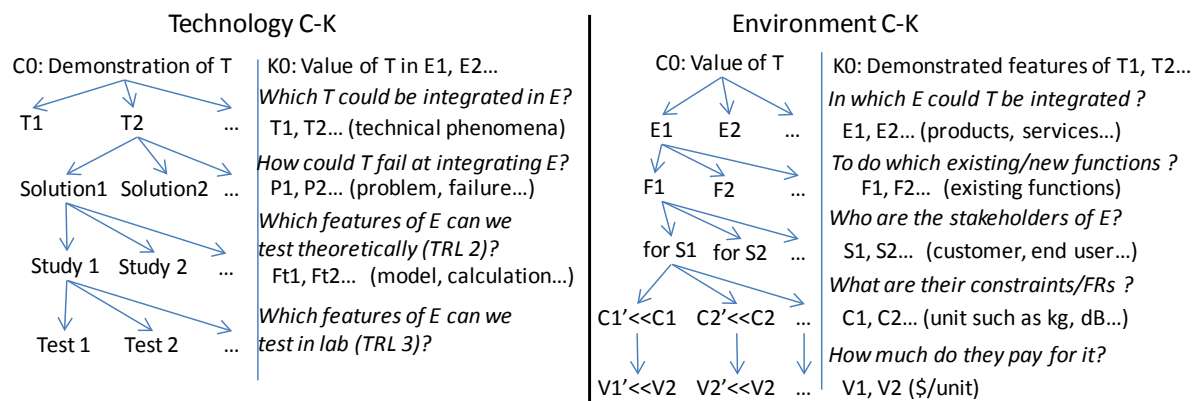 Technology C-K
C0: Demonstration of T
T1 T2 ...
Solution1 Solution2 ...
Study 1 Study 2 ...
Test 1 Test 2 ...
K0: Value of T in E1, E2...
Which T could be integrated in E?
T1, T2... (technical phenomena)
How could T fail at integrating E?
P1, P2... (problem, failure...)
Which features of E can we
test theoretically (TRL 2)?
Ft1, Ft2... (model, calculation...)
Which features of E can we
test in lab (TRL 3)?
Environment C-K
C0: Value of T
E1 E2 ...
F1 F2 ...
for S1 for S2 ...
C1'<<C1 C2'<<C2 ...
V1'<<V2 V2'<<V2 ...
K0: Demonstrated features of T1, T2...
In which E could T be integrated ?
E1, E2... (products, services...)
To do which existing/new functions ?
F1, F2... (existing functions)
Who are the stakeholders of E?
S1, S2... (customer, end user...)
What are their constraints/FRs ?
C1, C2... (unit such as kg, dB...)
How much do they pay for it?
V1, V2 ($/unit)